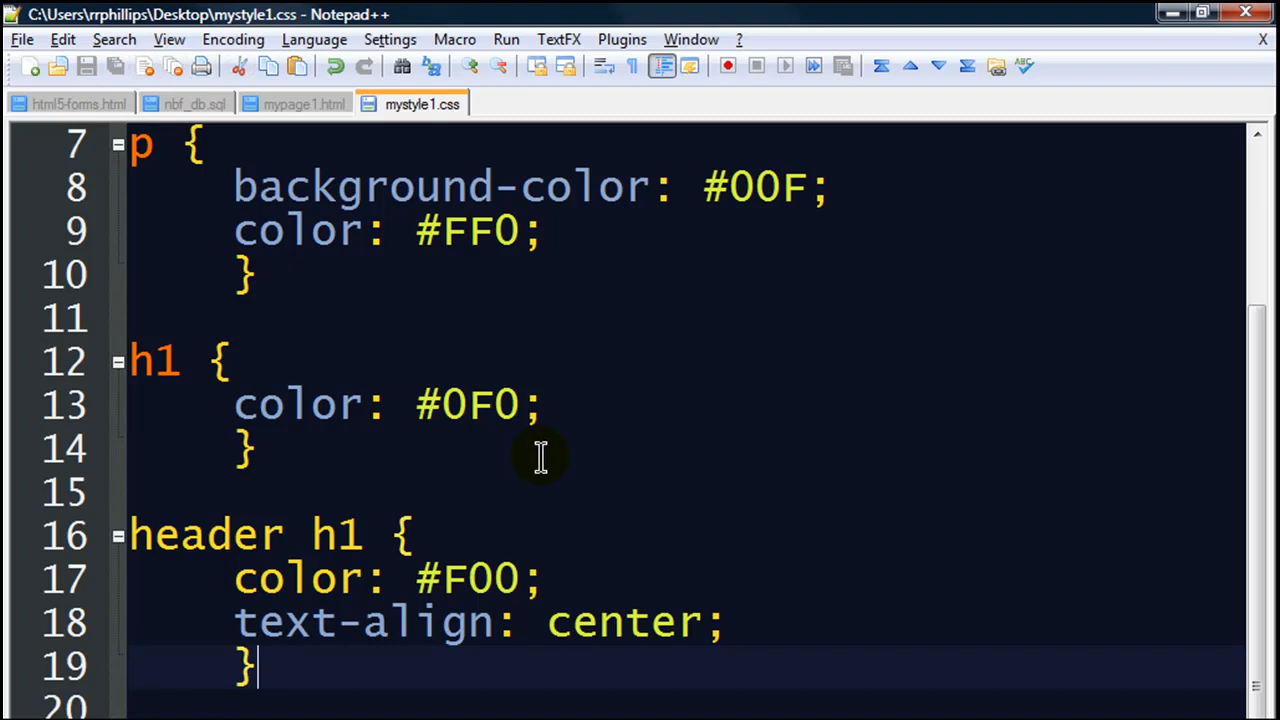 C:\Users\rrphillips\Desktop\mystyle1.css - Notepad++
File Edit Search View Encoding Language Settings Macro Run TextFX Plugins Window ? X
html5-forms.html nbf_db.sql mypage1.html mystyle1.css
7 p {
8 background-color: #00F;
9 color: #FF0;
10 }
11
12 h1 {
13 color: #0F0;
14 }
15
16 header h1 {
17 color: #F00;
18 text-align: center;
19 }
20